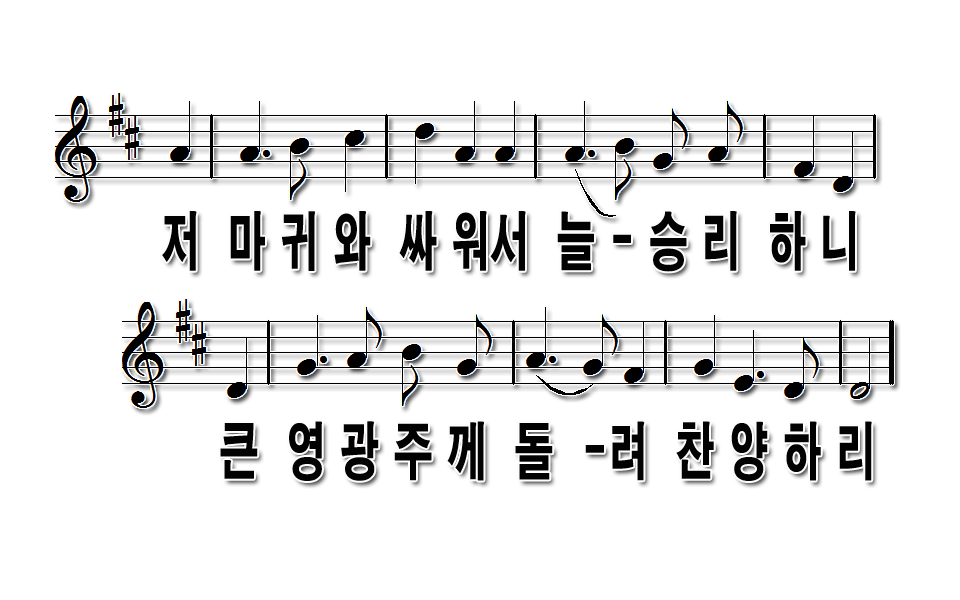 저 마 귀 와 싸 워서 늘 - 승 리 하 니
큰 영 광 주 께 돌 -려 찬 양 하 리